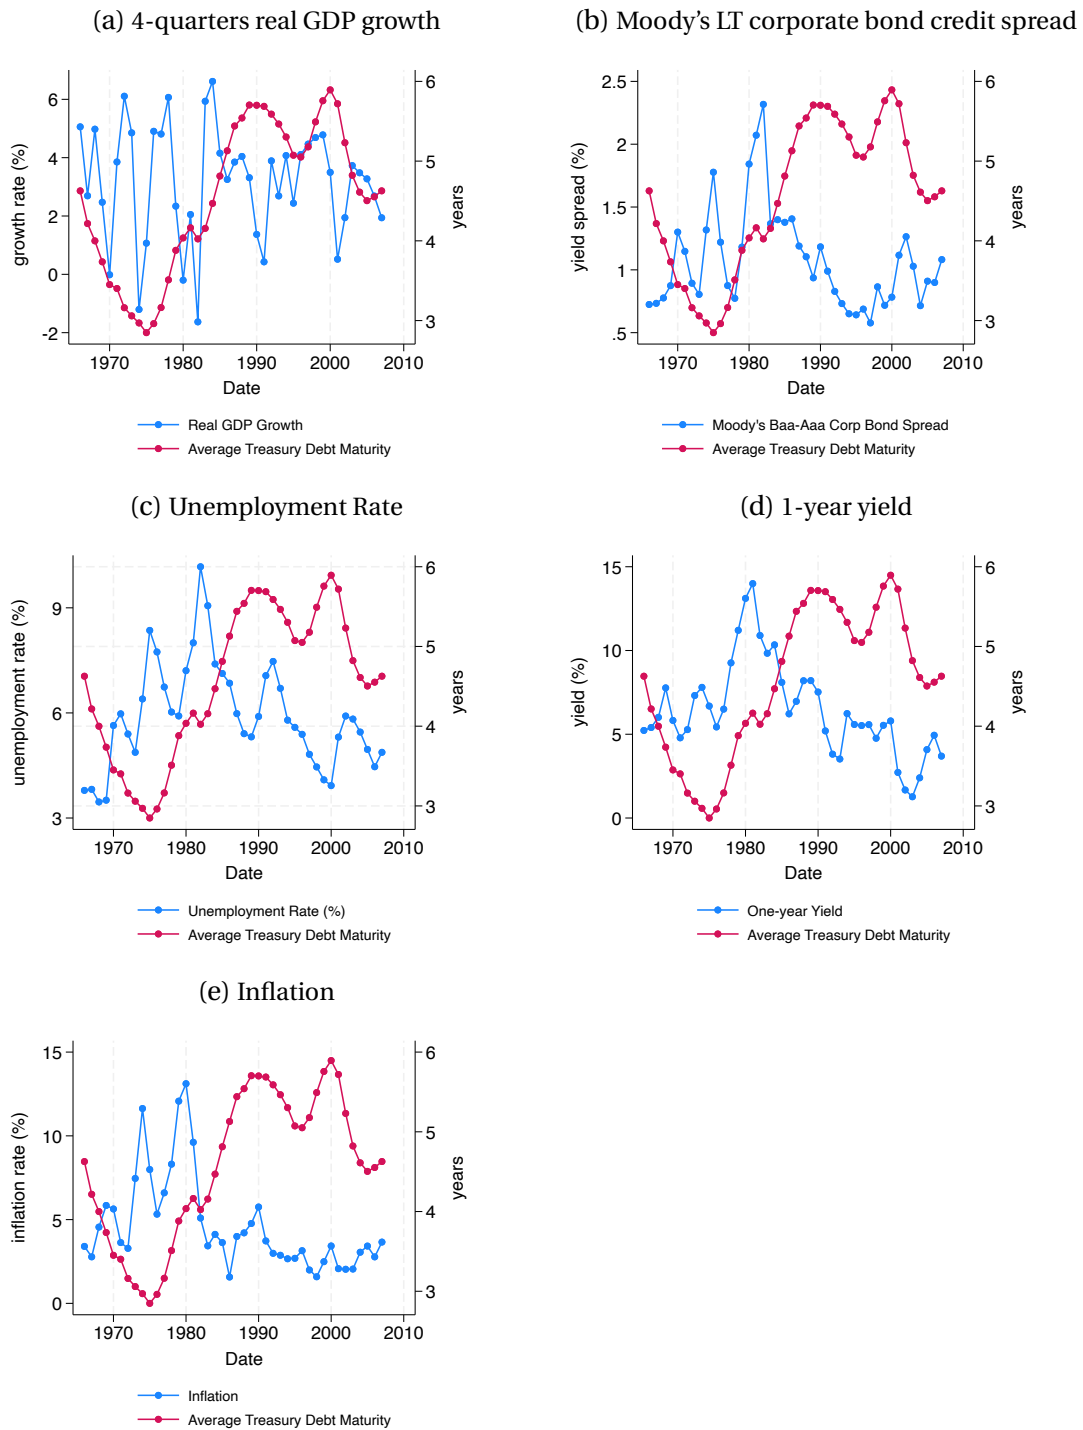 (a) 4-quarters real GDP growth
growth rate (%)
6
4
2
0
-2
6
5
4
3
years
1970 1980 1990 2000 2010
Date
Real GDP Growth
Average Treasury Debt Maturity
(b) Moody's LT corporate bond credit spread
yield spread (%)
2.5
2
1.5
1
.5
6
5
4
3
years
1970 1980 1990 2000 2010
Date
Moody's Baa-Aaa Corp Bond Spread
Average Treasury Debt Maturity
(c) Unemployment Rate
unemployment rate (%)
9
6
3
6
5
4
3
years
1970 1980 1990 2000 2010
Date
Unemployment Rate (%)
Average Treasury Debt Maturity
(d) 1-year yield
yield (%)
15
10
5
0
6
5
4
3
years
1970 1980 1990 2000 2010
Date
One-year Yield
Average Treasury Debt Maturity
(e) Inflation
inflation rate (%)
15
10
5
0
6
5
4
3
years
1970 1980 1990 2000 2010
Date
Inflation
Average Treasury Debt Maturity